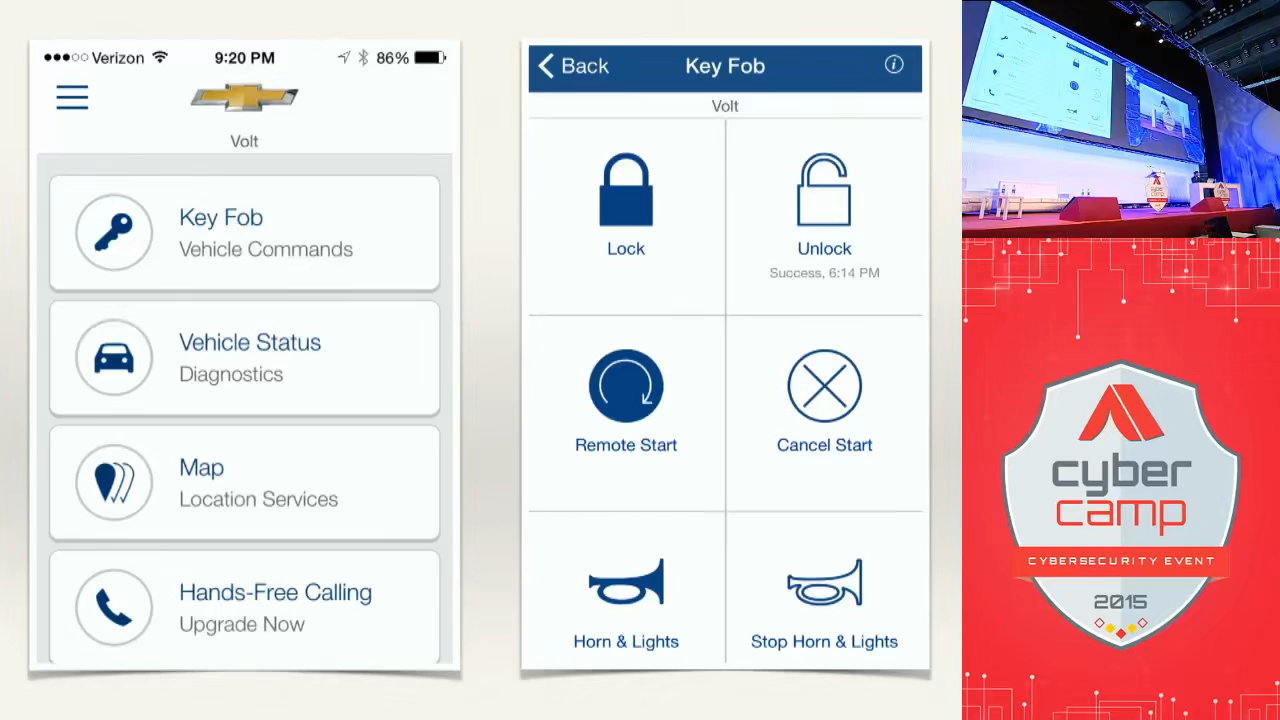 Verizon 9:20 PM 86%
Volt
Key Fob
Vehicle Commands
Vehicle Status
Diagnostics
Map
Location Services
Hands-Free Calling
Upgrade Now
Back Key Fob i
Volt
Lock
Unlock
Success, 6:14 PM
Remote Start
Cancel Start
Horn & Lights
Stop Horn & Lights
cyber
camp
cyber
camp
CYBERSECURITY EVENT
2015